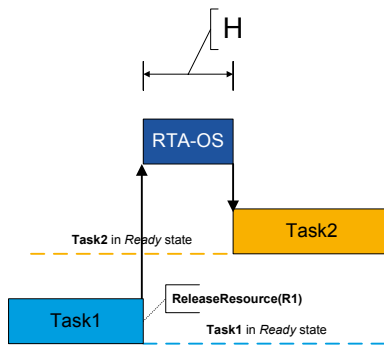 H
RTA-OS
Task2 in Ready state
Task2
ReleaseResource(R1)
Task1
Task1 in Ready state